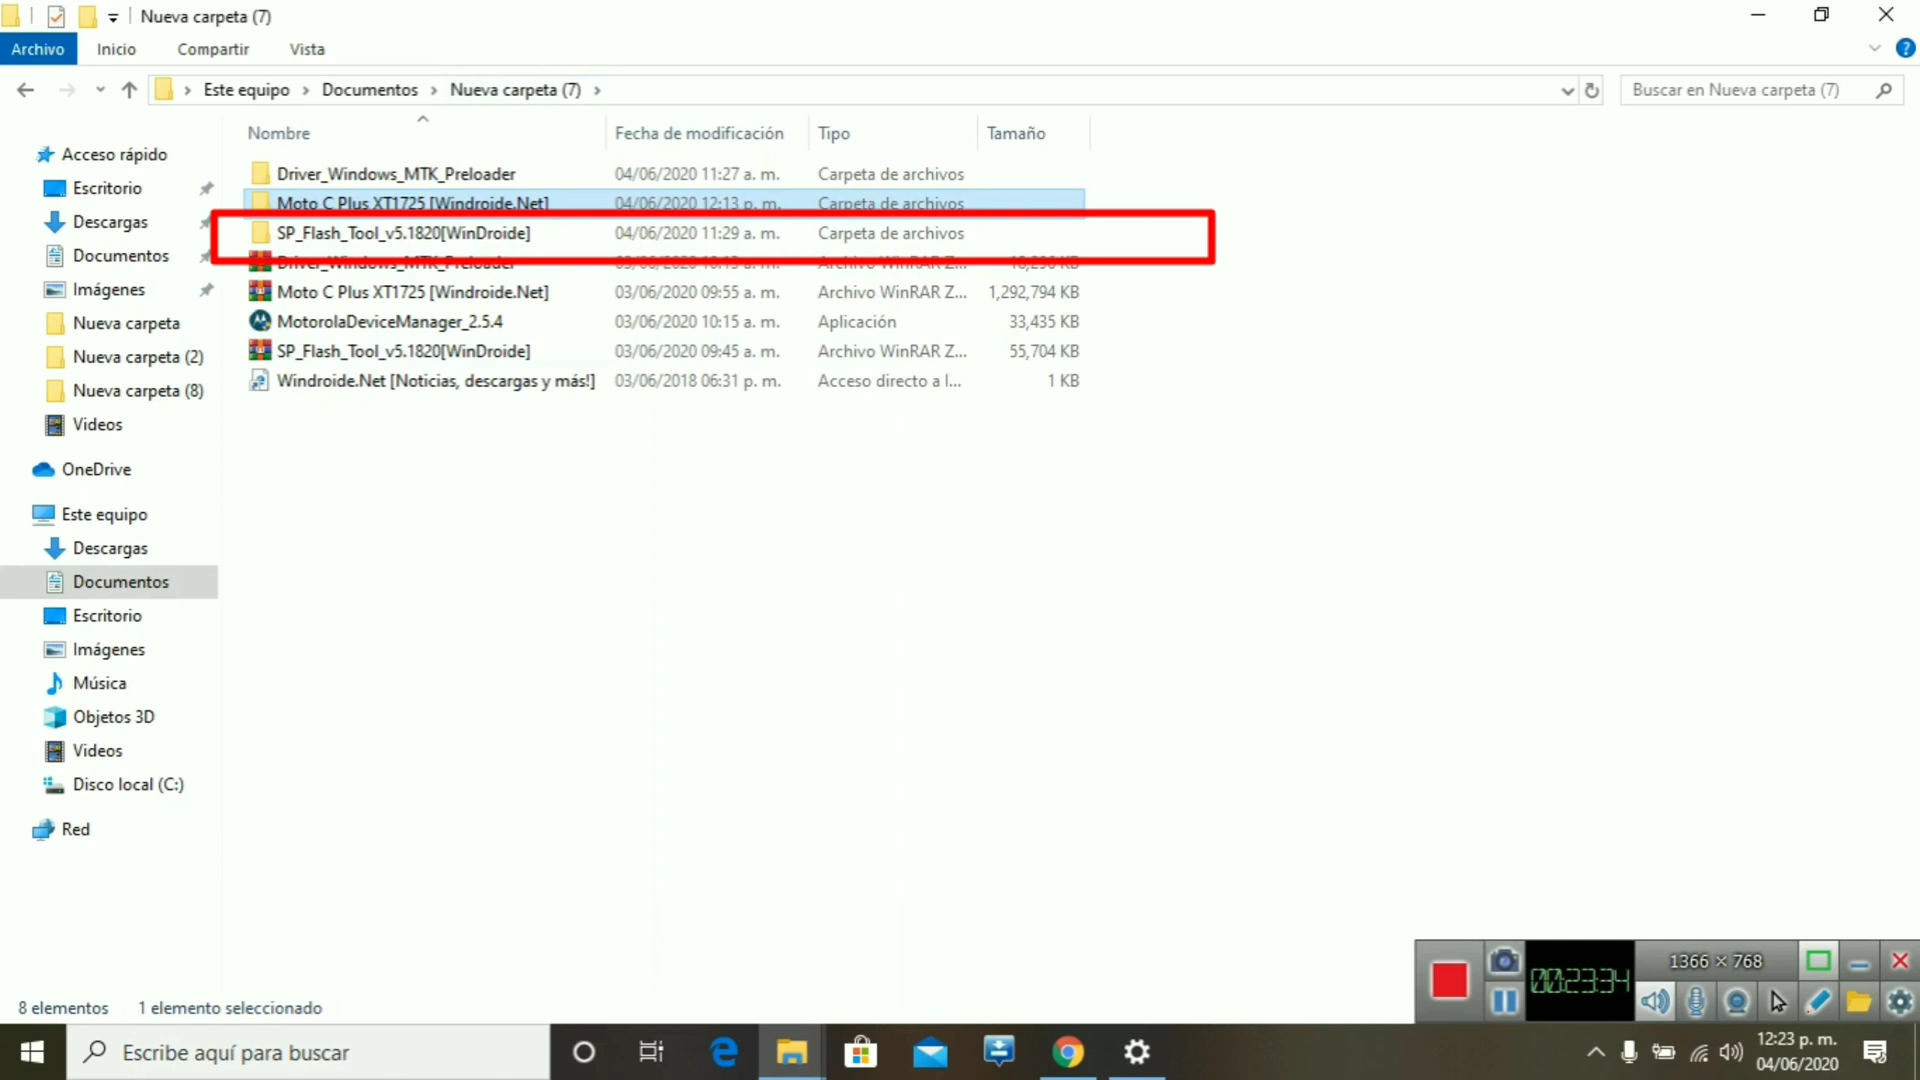 Nueva carpeta (7)
Archivo Inicio Compartir Vista
Este equipo Documentos Nueva carpeta (7) Buscar en Nueva carpeta (7)
Nombre Fecha de modificación Tipo Tamaño
Acceso rápido
Escritorio
Descargas
Documentos
Imágenes
Nueva carpeta
Nueva carpeta (2)
Nueva carpeta (8)
Videos
OneDrive
Este equipo
Descargas
Documentos
Escritorio
Imágenes
Música
Objetos 3D
Videos
Disco local (C:)
Red
Driver_Windows_MTK_Preloader 04/06/2020 11:27 a. m. Carpeta de archivos
Moto C Plus XT1725 [Windroide.Net] 04/06/2020 12:13 p. m. Carpeta de archivos
SP_Flash_Tool_v5.1820[WinDroide] 04/06/2020 11:29 a. m. Carpeta de archivos
Driver_Windows_MTK_Preloader 03/06/2020 10:15 a. m. Archivo WinRAR Z...
Moto C Plus XT1725 [Windroide.Net] 03/06/2020 09:55 a. m. Archivo WinRAR Z... 1,292,794 KB
MotorolaDeviceManager_2.5.4 03/06/2020 10:15 a. m. Aplicación 33,435 KB
SP_Flash_Tool_v5.1820[WinDroide] 03/06/2020 09:45 a. m. Archivo WinRAR Z... 55,704 KB
Windroide.Net [Noticias, descargas y más!] 03/06/2018 06:31 p. m. Acceso directo a l... 1 KB
8 elementos 1 elemento seleccionado
00:23:34
1366 × 768
Escribe aquí para buscar
12:23 p. m.
04/06/2020